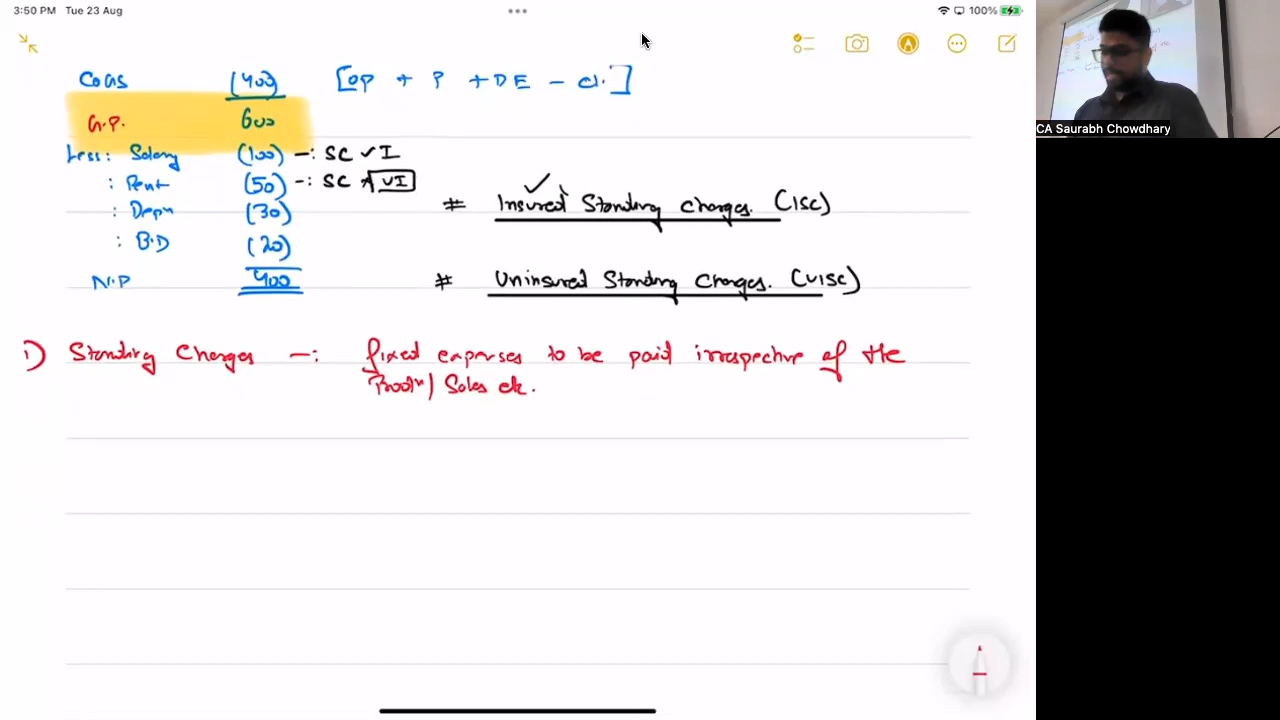 3:50 PM Tue 23 Aug
100%
COGS (400) [OP + P + DE - Cl.]
G.P. 600
Less: Salary (100) -: SC ✓ I
: Rent (50) -: SC UI
: Depn (30)
# Insured Standing Charges. (ISC)
: B.D (20)
N.P 400
# Uninsured Standing Charges. (UISC)
1) Standing Charges -: fixed expenses to be paid irrespective of the
Prodn/ Sales etc.
CA Saurabh Chowdhary